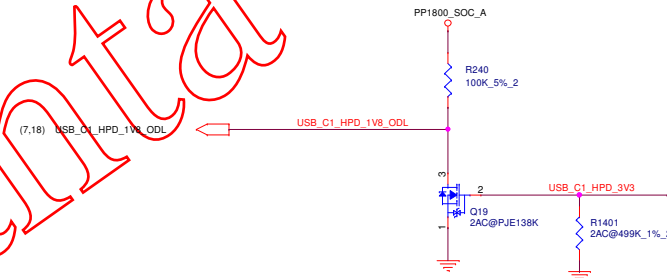 PP1800_SOC_A
R240
100K_5%_2
(7,18) USB_C1_HPD_1V8_ODL
USB_C1_HPD_1V8_ODL
3
2
USB_C1_HPD_3V3
Q19
2AC@PJE138K
1
R1401
2AC@499K_1%_